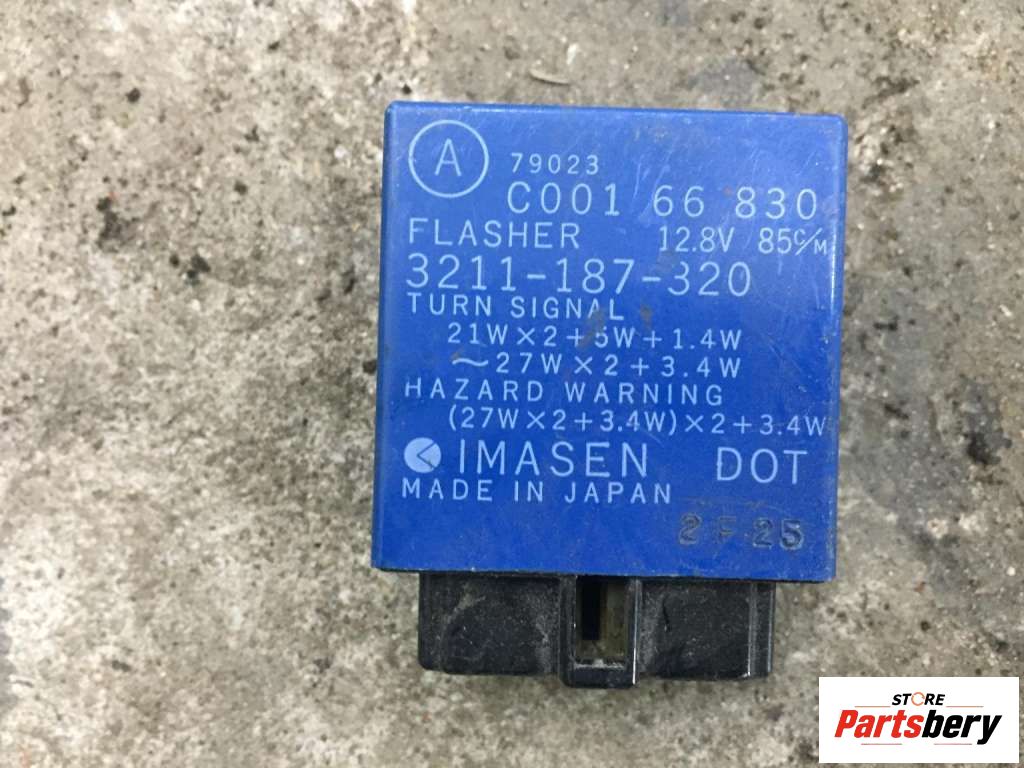 A 79023
C001 66 830
FLASHER 12.8V 85c/M
3211-187-320
TURN SIGNAL
21W×2+5W+1.4W
~27W×2+3.4W
HAZARD WARNING
(27W×2+3.4W)×2+3.4W
IMASEN DOT
MADE IN JAPAN
2F25
STORE
Partsbery